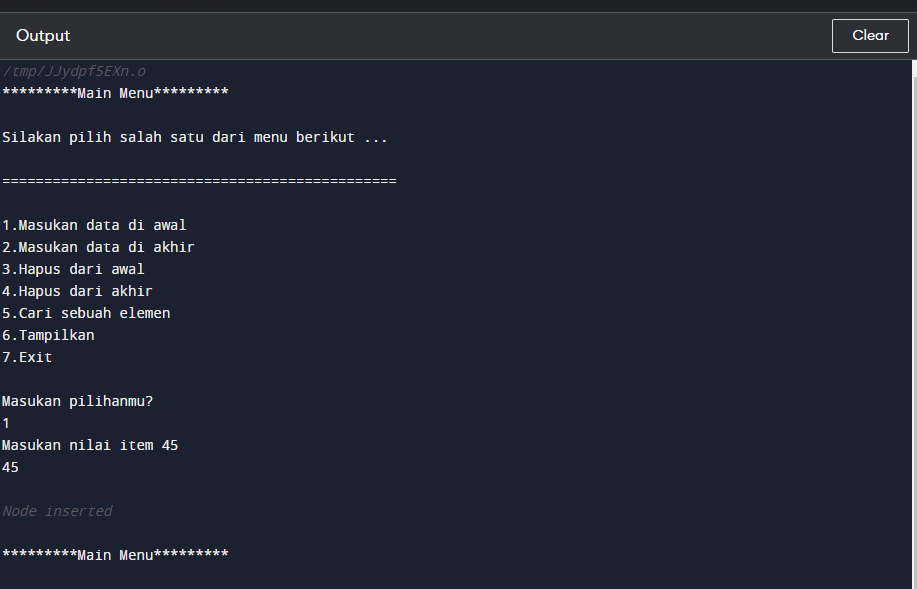 Output
Clear
/tmp/JJydpf5EXn.o
*********Main Menu*********
Silakan pilih salah satu dari menu berikut ...
===============================================
1.Masukan data di awal
2.Masukan data di akhir
3.Hapus dari awal
4.Hapus dari akhir
5.Cari sebuah elemen
6.Tampilkan
7.Exit
Masukan pilihanmu?
1
Masukan nilai item 45
45
Node inserted
*********Main Menu*********